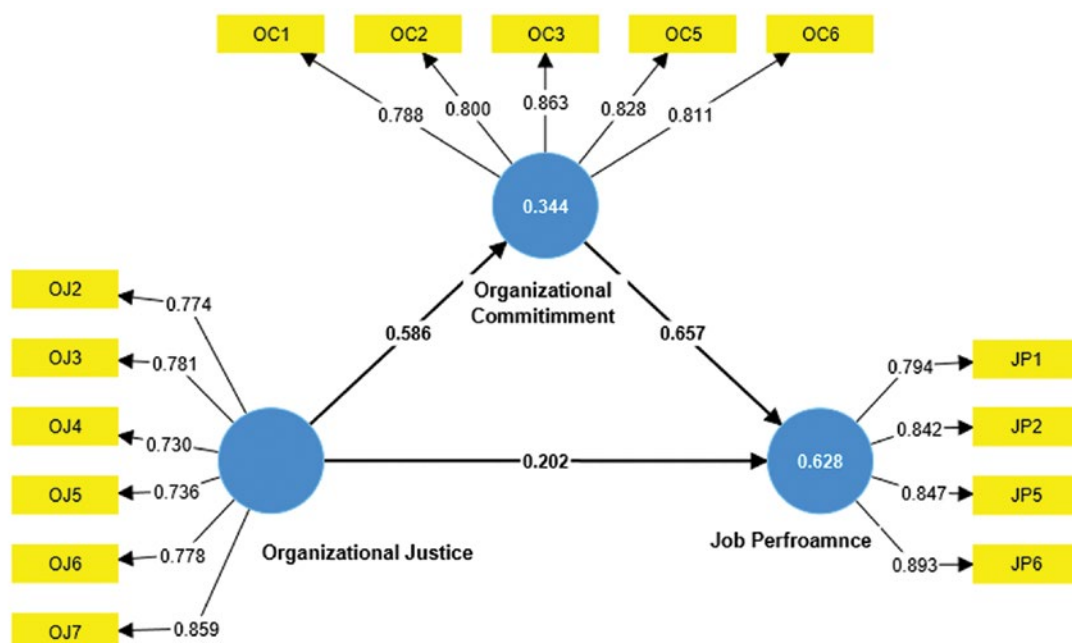 OC1 OC2 OC3 OC5 OC6
0.788 0.800 0.863 0.828 0.811
0.344
Organizational
Commitimment
0.586 0.657
OJ2 0.774
OJ3 0.781
OJ4 0.730
OJ5 0.736
OJ6 0.778
OJ7 0.859
Organizational Justice
0.202
0.628
Job Perfroamnce
0.794 JP1
0.842 JP2
0.847 JP5
0.893 JP6